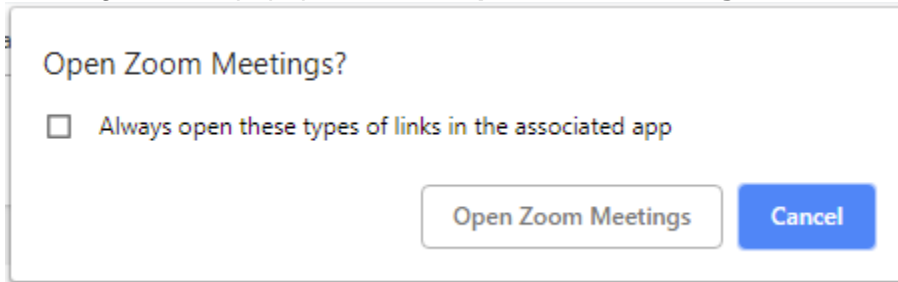 Open Zoom Meetings?
Always open these types of links in the associated app
Open Zoom Meetings
Cancel